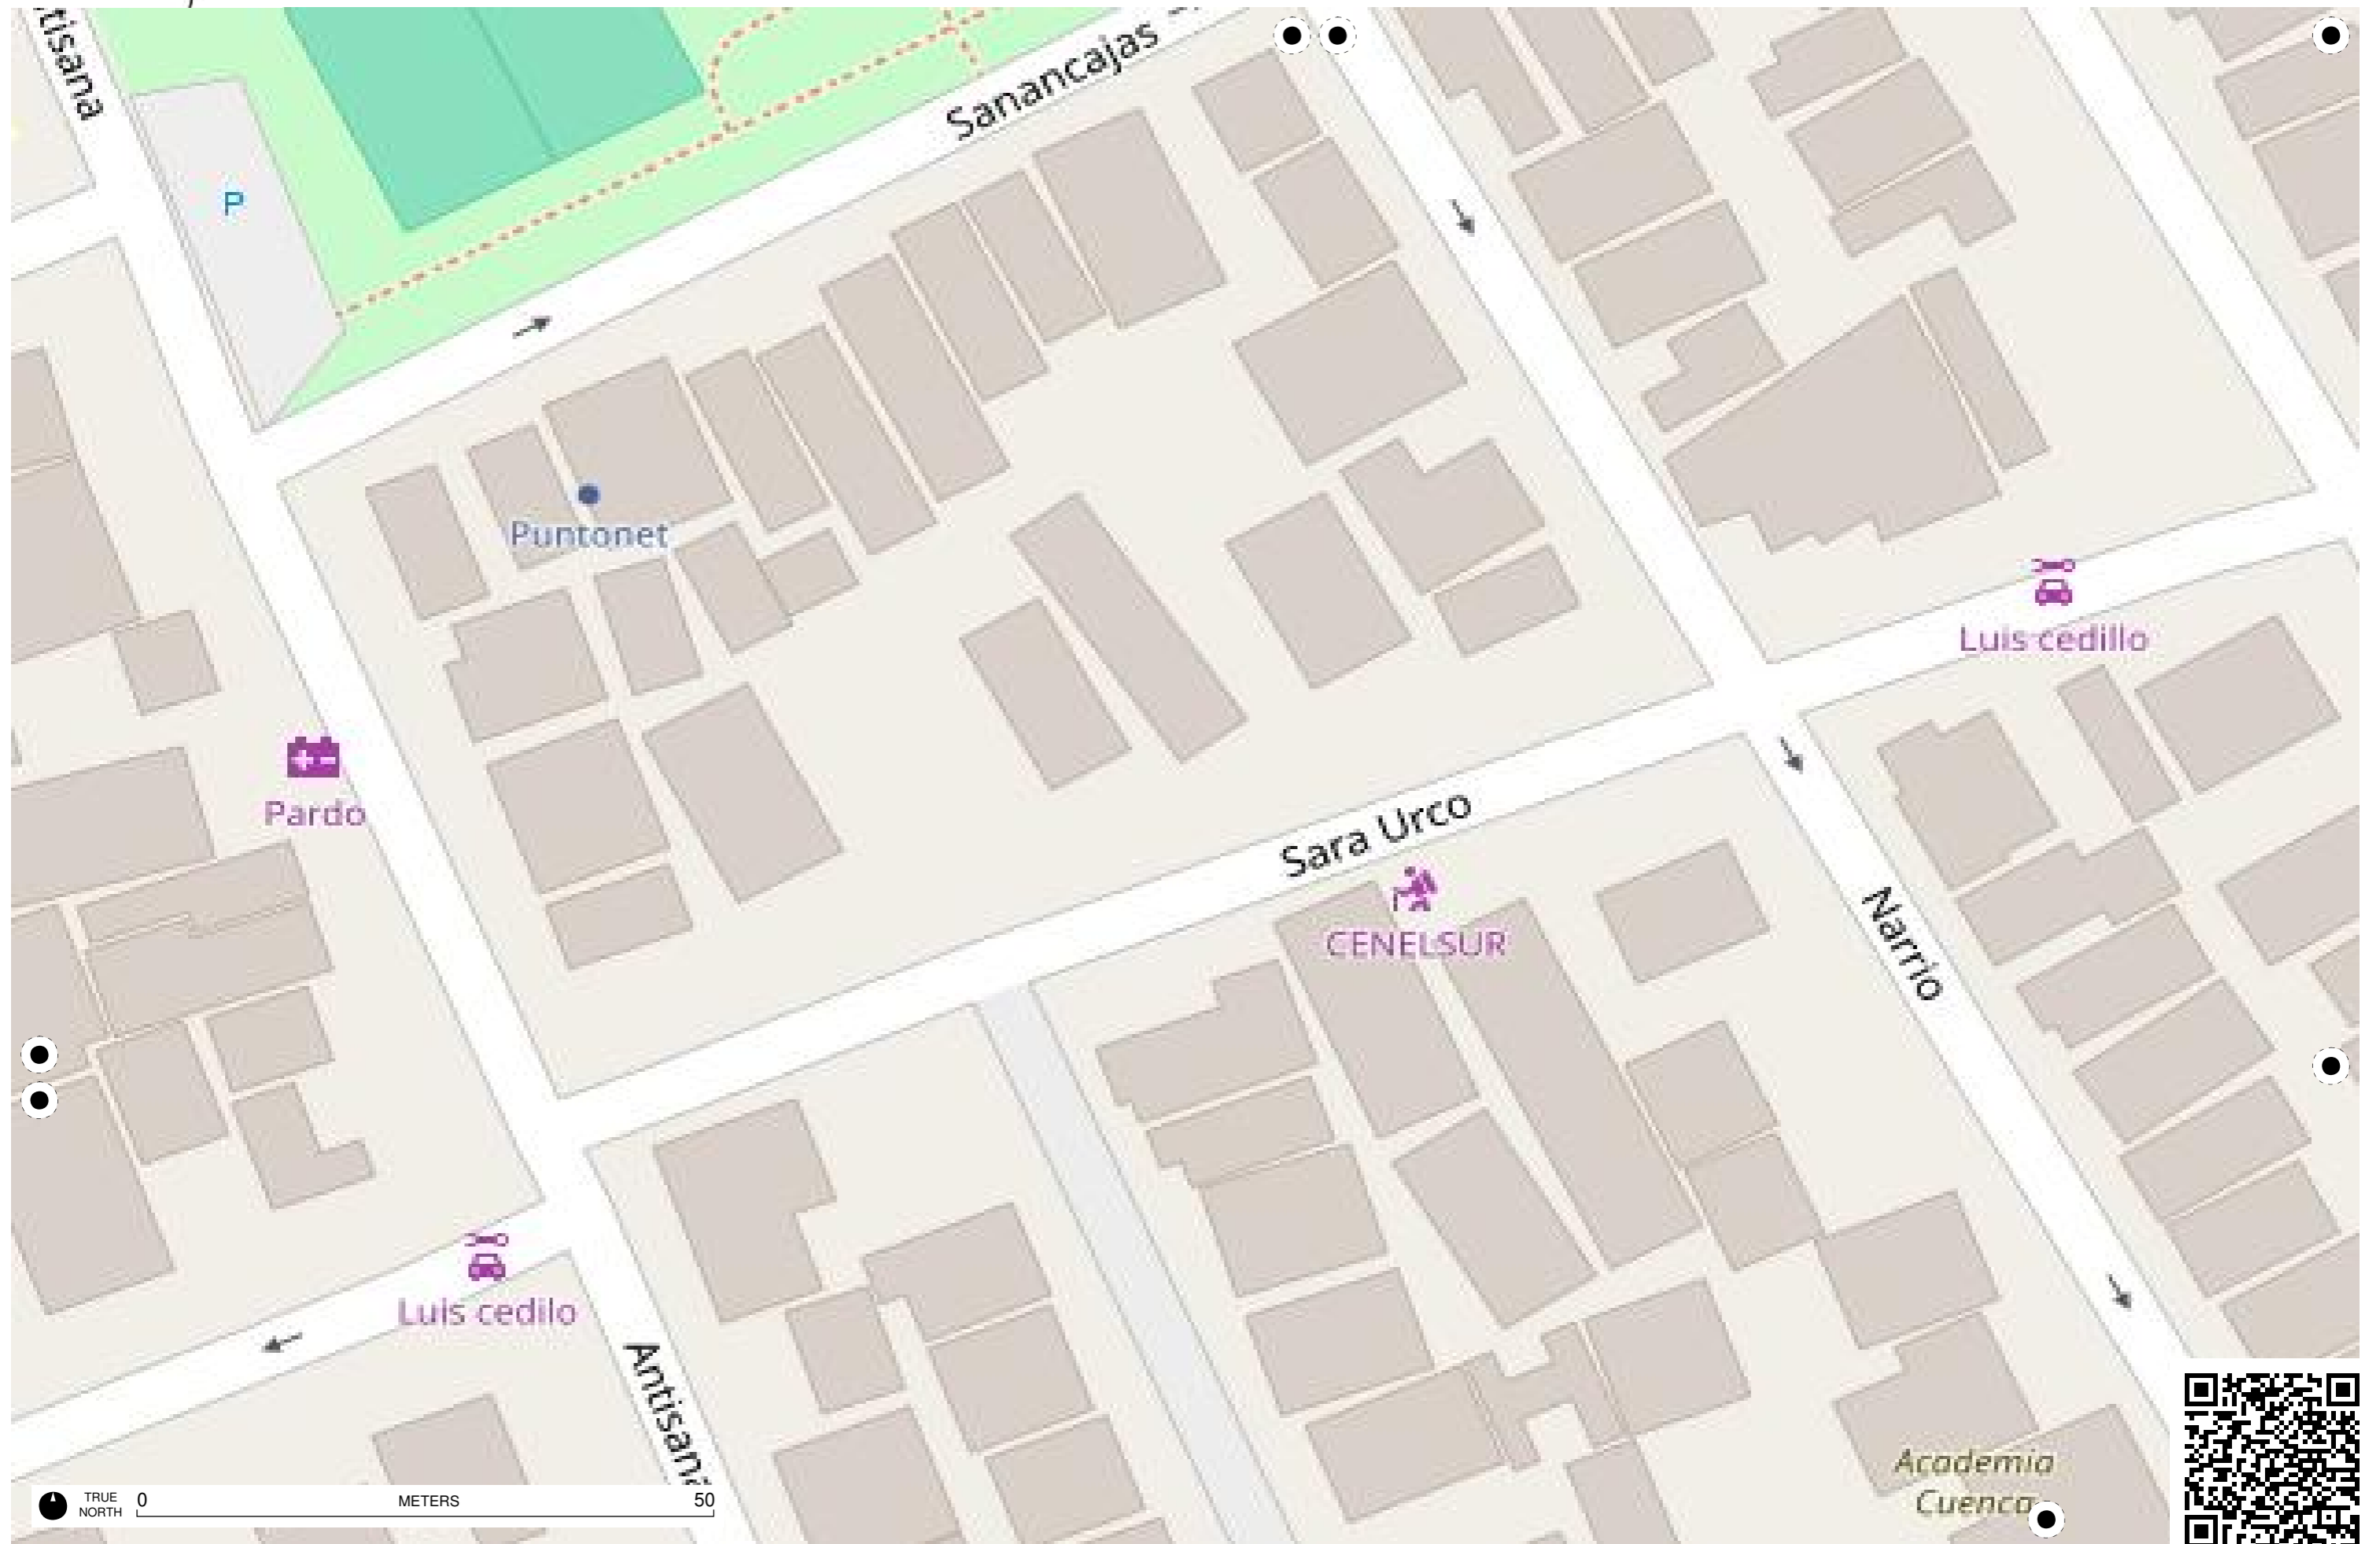 tisana
Sanancajas
P
Puntonet
Luis cedillo
Pardo
Sara Urco
CENELSUR
Narrio
Luis cedilo
Antisana
Academia
Cuenca
TRUE
NORTH
0
METERS
50